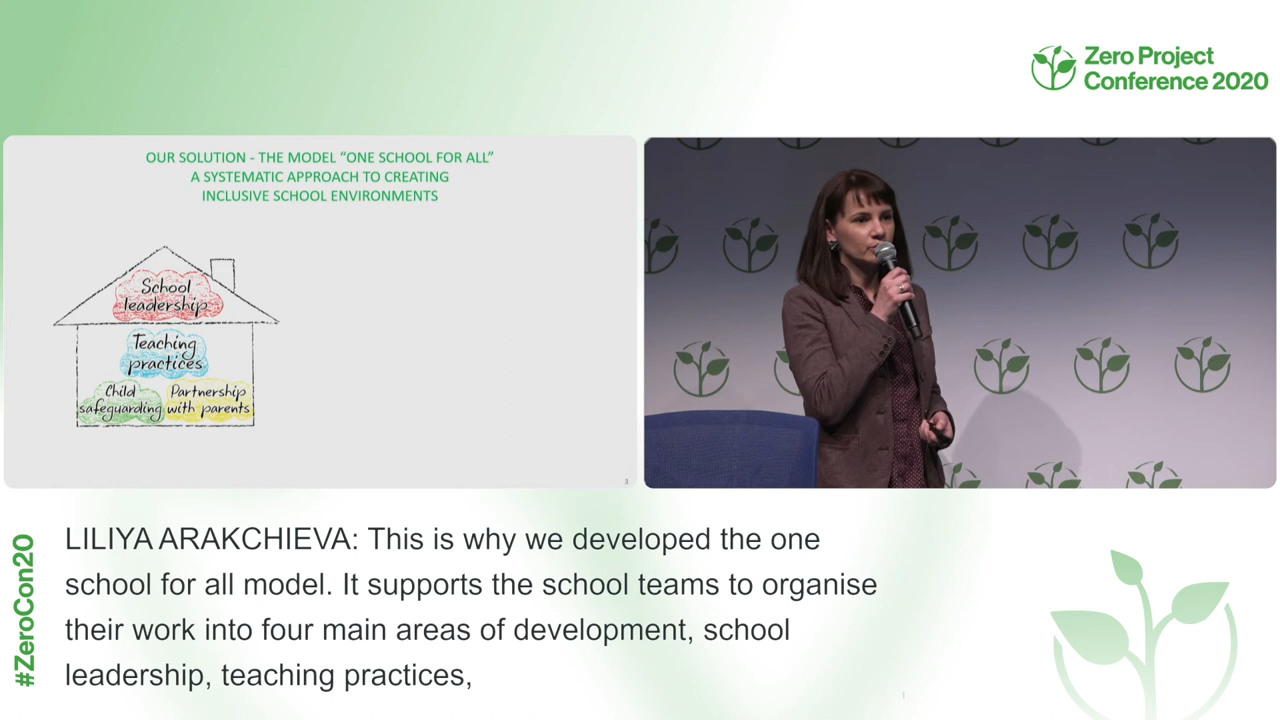 Zero Project
Conference 2020
OUR SOLUTION - THE MODEL “ONE SCHOOL FOR ALL”
A SYSTEMATIC APPROACH TO CREATING
INCLUSIVE SCHOOL ENVIRONMENTS
School
leadership
Teaching
practices
Child
safeguarding
Partnership
with parents
3
#ZeroCon20
LILIYA ARAKCHIEVA: This is why we developed the one
school for all model. It supports the school teams to organise
their work into four main areas of development, school
leadership, teaching practices,
1